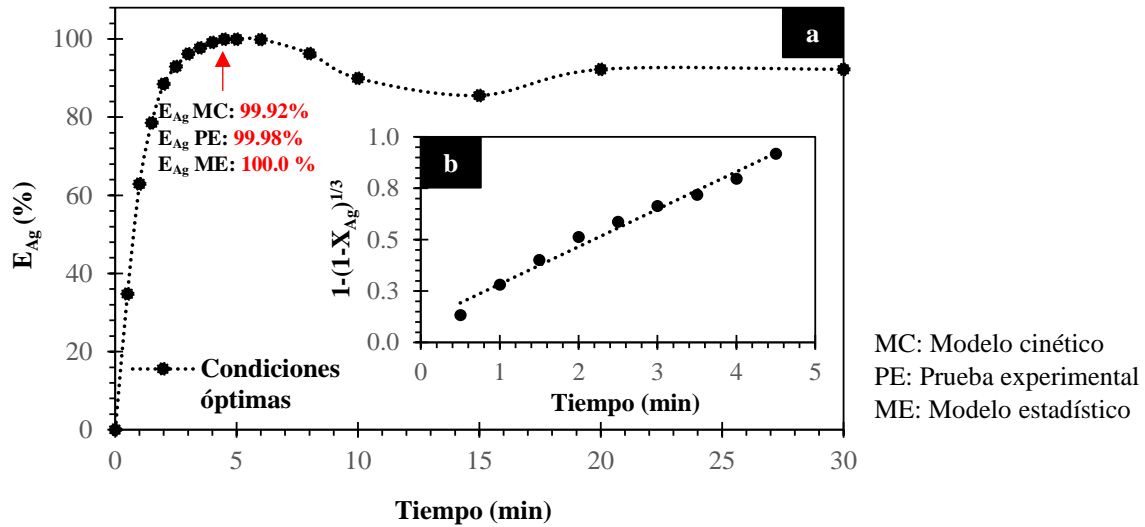 a
E_Ag (%)
100
80
60
40
20
0
E_Ag MC: 99.92%
E_Ag PE: 99.98%
E_Ag ME: 100.0 %
b
1-(1-X_Ag)^1/3
1.0
0.8
0.5
0.3
0.0
0 1 2 3 4 5
Tiempo (min)
Condiciones
óptimas
0 5 10 15 20 25 30
Tiempo (min)
MC: Modelo cinético
PE: Prueba experimental
ME: Modelo estadístico